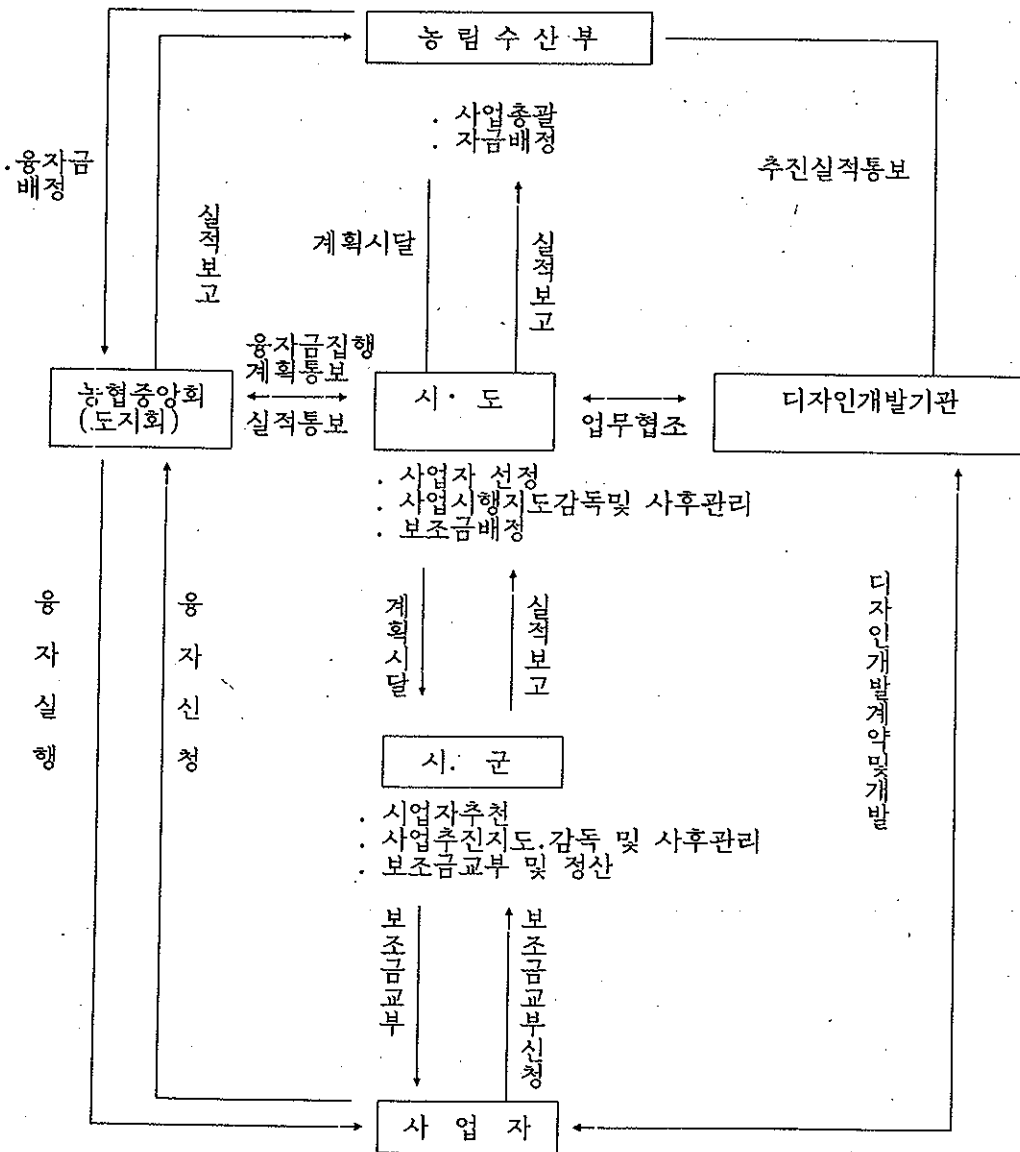 농 림 수 산 부
. 사업총괄
. 자금배정
.융자금
배정
추진실적통보
실적보고
계획시달
실적보고
융자금집행
계획통보
농협중앙회
(도지회)
실적통보
시· 도
업무협조
디자인개발기관
. 사업자 선정
. 사업시행지도감독및 사후관리
. 보조금배정
융자실행
융자신청
계획시달
실적보고
디자인개발계약및개발
시. 군
. 시업자추천
. 사업추진지도.감독 및 사후관리
. 보조금교부 및 정산
보조금교부
보조금교부신청
사 업 자